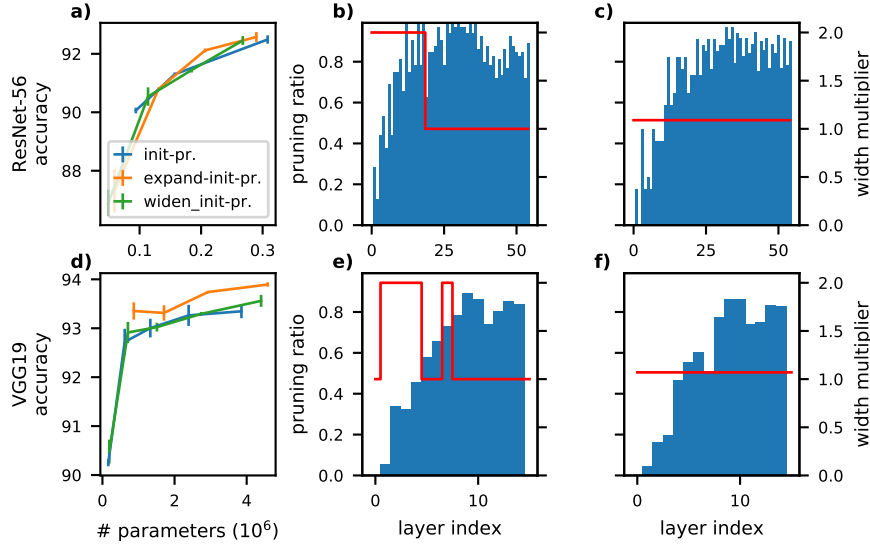 a)
b)
c)
ResNet-56
accuracy
92
90
88
init-pr.
expand-init-pr.
widen_init-pr.
0.1
0.2
0.3
pruning ratio
0.8
0.6
0.4
0.2
0.0
0
25
50
0
25
50
2.0
1.5
1.0
0.5
0.0
width multiplier
d)
e)
f)
VGG19
accuracy
94
93
92
91
90
0
2
4
# parameters (10⁶)
pruning ratio
0.8
0.6
0.4
0.2
0.0
0
10
layer index
0
10
layer index
2.0
1.5
1.0
0.5
0.0
width multiplier